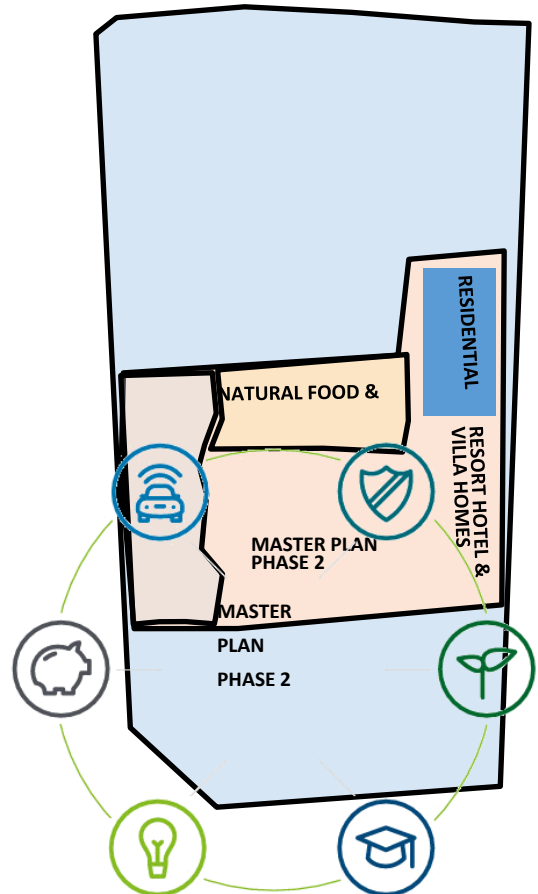 RESIDENTIAL
NATURAL FOOD &
RESORT HOTEL &
VILLA HOMES
MASTER PLAN
PHASE 2
MASTER
PLAN
PHASE 2